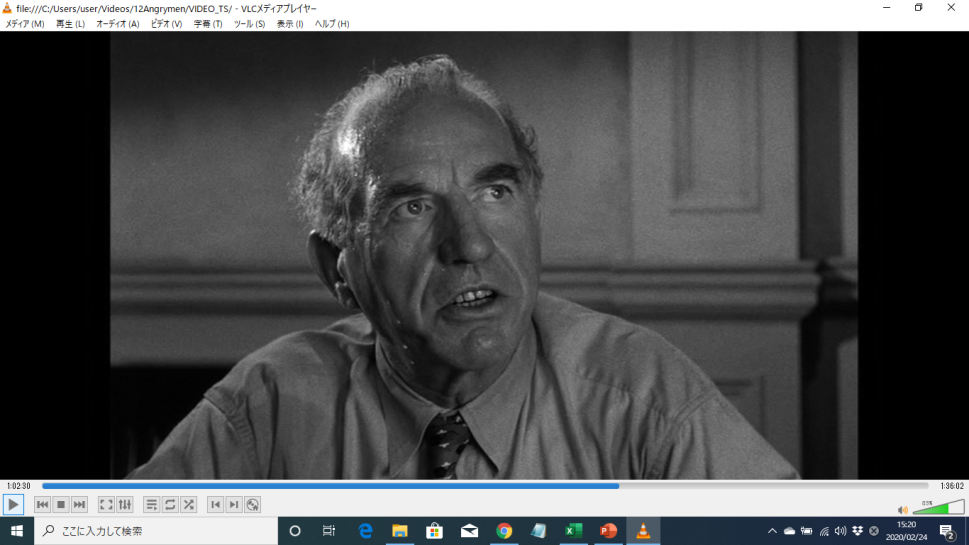 file:///C:/Users/user/Videos/12Angrymen/VIDEO_TS/ - VLCメディアプレイヤー
メディア(M) 再生(L) オーディオ(A) ビデオ(V) 字幕(T) ツール(S) 表示(I) ヘルプ(H)
1:02:30 1:36:02
ここに入力して検索
15:20
2020/02/24
2